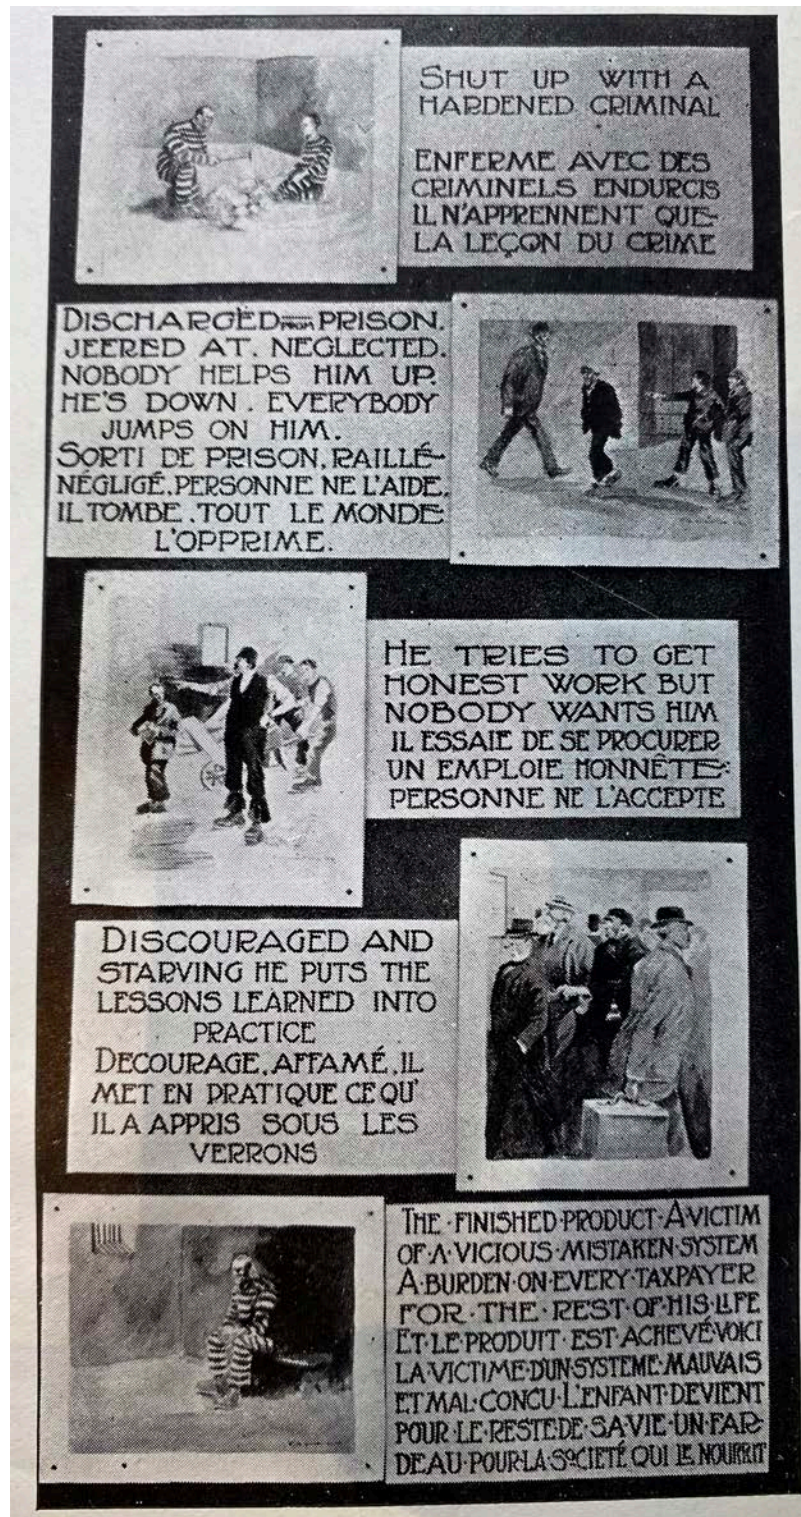 SHUT UP WITH A
HARDENED CRIMINAL
ENFERME AVEC DES
CRIMINELS ENDURCIS
IL N'APPRENNENT QUE
LA LEÇON DU CRIME
DISCHARGED FROM PRISON.
JEERED AT. NEGLECTED.
NOBODY HELPS HIM UP.
HE'S DOWN. EVERYBODY
JUMPS ON HIM.
SORTI DE PRISON, RAILLÉ
NÉGLIGÉ. PERSONNE NE L'AIDE.
IL TOMBE. TOUT LE MONDE
L'OPPRIME.
HE TRIES TO GET
HONEST WORK BUT
NOBODY WANTS HIM
IL ESSAIE DE SE PROCURER
UN EMPLOIE HONNÊTE:
PERSONNE NE L'ACCEPTE
DISCOURAGED AND
STARVING HE PUTS THE
LESSONS LEARNED INTO
PRACTICE
DECOURAGE, AFFAMÉ, IL
MET EN PRATIQUE CE QU'
IL A APPRIS SOUS LES
VERRONS
THE·FINISHED·PRODUCT·A·VICTIM
OF·A·VICIOUS·MISTAKEN·SYSTEM
A·BURDEN·ON·EVERY·TAXPAYER
FOR·THE·REST·OF·HIS·LIFE
ET·LE·PRODUIT·EST·ACHEVÉ·VOICI
LA·VICTIME·D'UN·SYSTEME·MAUVAIS
ET·MAL·CONCU·L'ENFANT·DEVIENT
POUR·LE·RESTE·DE·SA·VIE·UN·FAR-
DEAU·POUR·LA·SOCIETÉ QUI LE NOURRIT